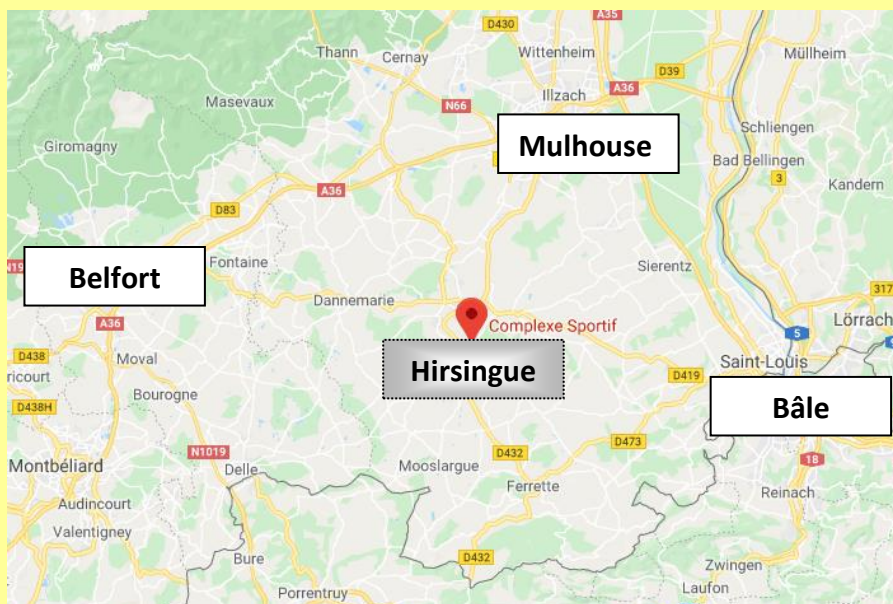 D430
A35
Thann
Cernay
Wittenheim
Müllheim
D39
A36
Illzach
Masevaux
N66
Schliengen
Mulhouse
Giromagny
Bad Bellingen
3
Kandern
A36
D83
Fontaine
Sierentz
Belfort
Dannemarie
317
Complexe Sportif
Lörrach
A36
5
D438
Moval
Saint-Louis
Hirsingue
D419
ricourt
Bourogne
Bâle
D438H
D473
N1019
D432
18
Montbéliard
Delle
Mooslargue
Ferrette
Reinach
Audincourt
Valentigney
Bure
D432
Zwingen
Porrentruy
Laufon